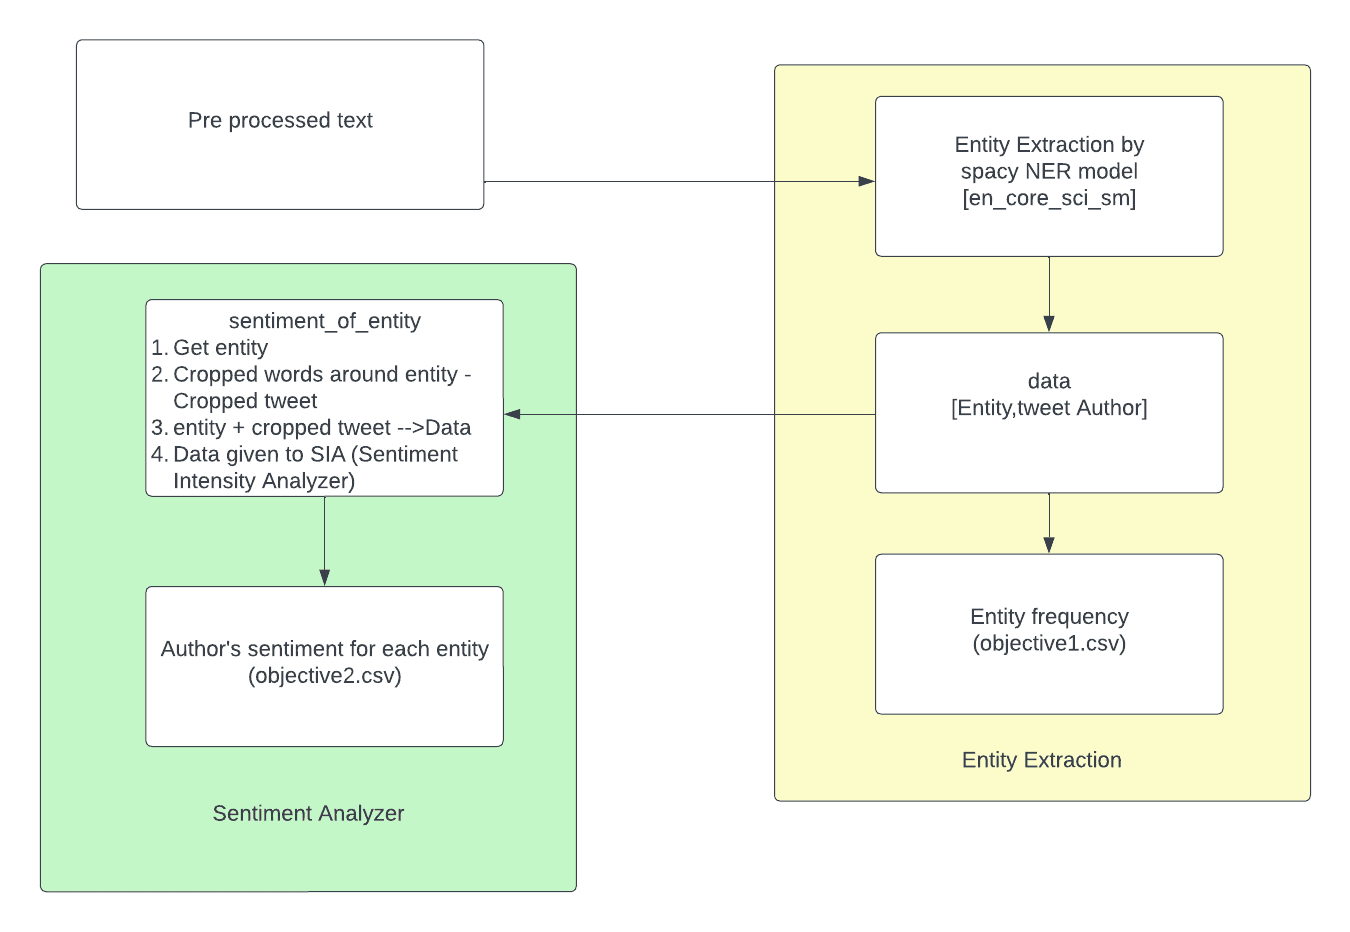 Pre processed text
Entity Extraction by
spacy NER model
[en_core_sci_sm]
data
[Entity,tweet Author]
Entity frequency
(objective1.csv)
Entity Extraction
sentiment_of_entity
1. Get entity
2. Cropped words around entity -
Cropped tweet
3. entity + cropped tweet -->Data
4. Data given to SIA (Sentiment
Intensity Analyzer)
Author's sentiment for each entity
(objective2.csv)
Sentiment Analyzer